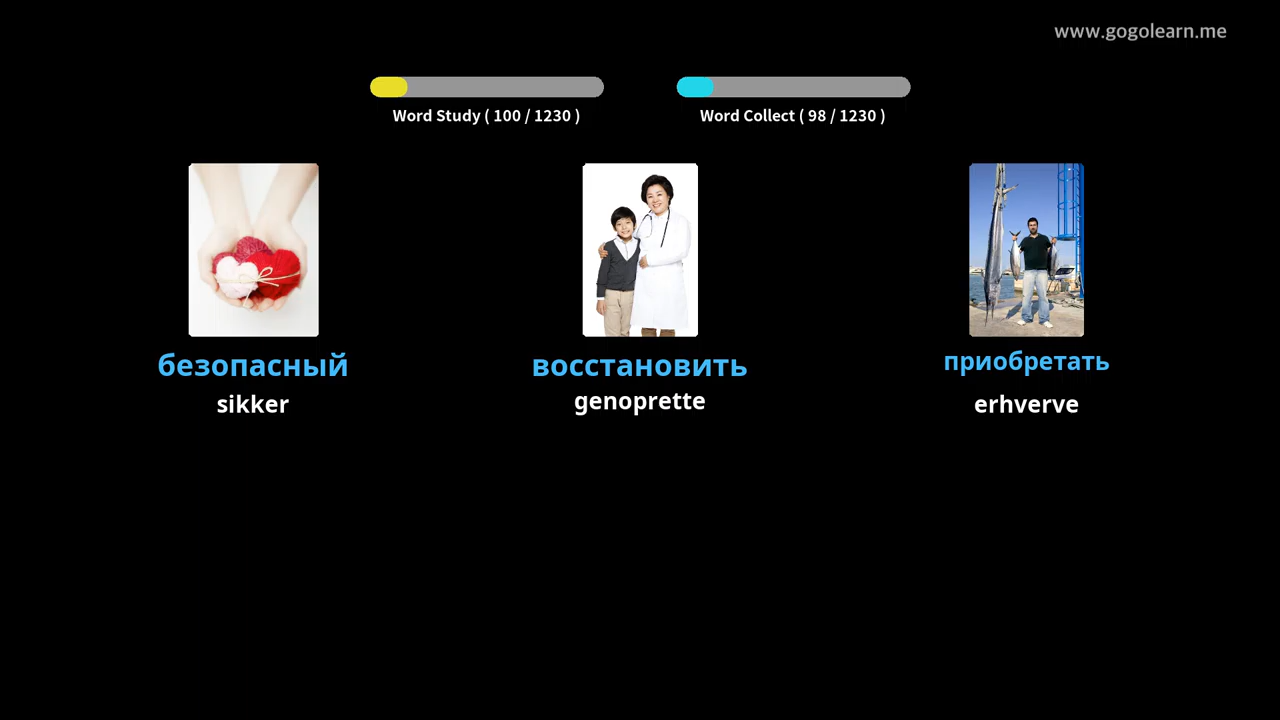 www.gogolearn.me
Word Study ( 100 / 1230 )
Word Collect ( 98 / 1230 )
безопасный
sikker
восстановить
genoprette
приобретать
erhverve